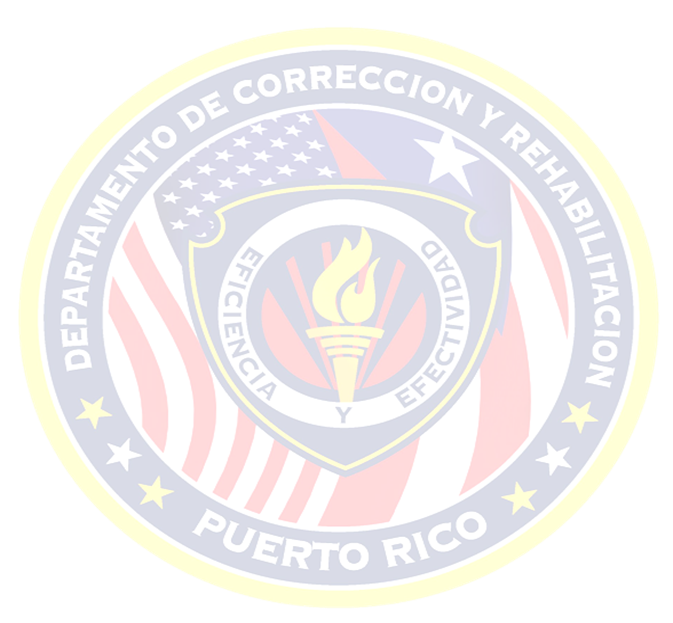 DEPARTAMENTO DE CORRECCION Y REHABILITACION
EFICIENCIA
Y
EFECTIVIDAD
PUERTO RICO